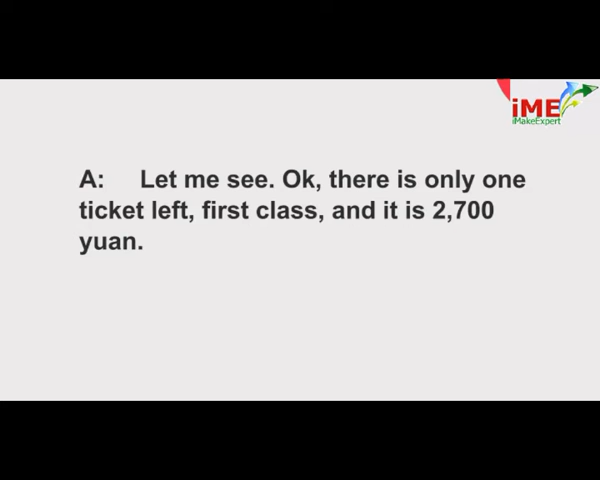 iME
iMakeExpert
A: Let me see. Ok, there is only one
ticket left, first class, and it is 2,700
yuan.